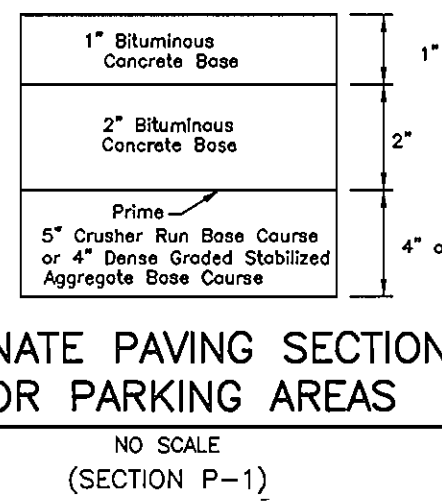 1" Bituminous
Concrete Base
1"
2" Bituminous
Concrete Base
2"
Prime
5" Crusher Run Base Course
or 4" Dense Graded Stabilized
Aggregate Base Course
4" o
NATE PAVING SECTION
OR PARKING AREAS
NO SCALE
(SECTION P-1)